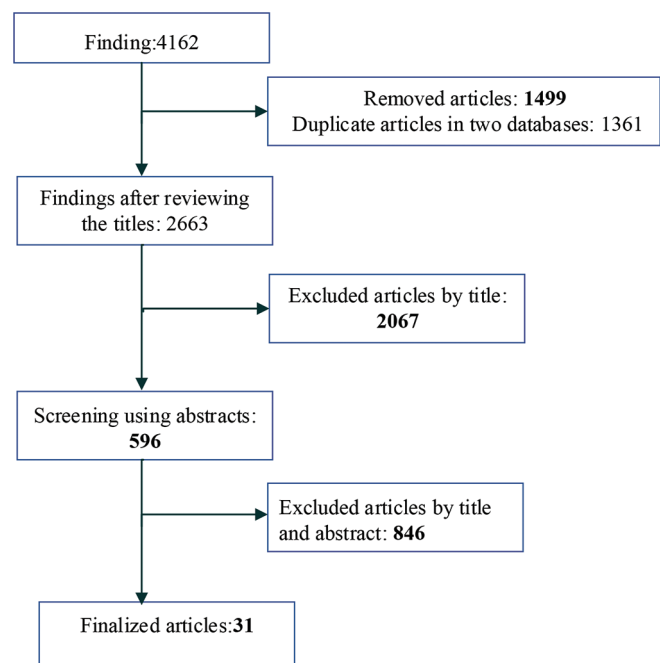 Finding:4162
Removed articles: 1499
Duplicate articles in two databases: 1361
Findings after reviewing
the titles: 2663
Excluded articles by title:
2067
Screening using abstracts:
596
Excluded articles by title
and abstract: 846
Finalized articles:31